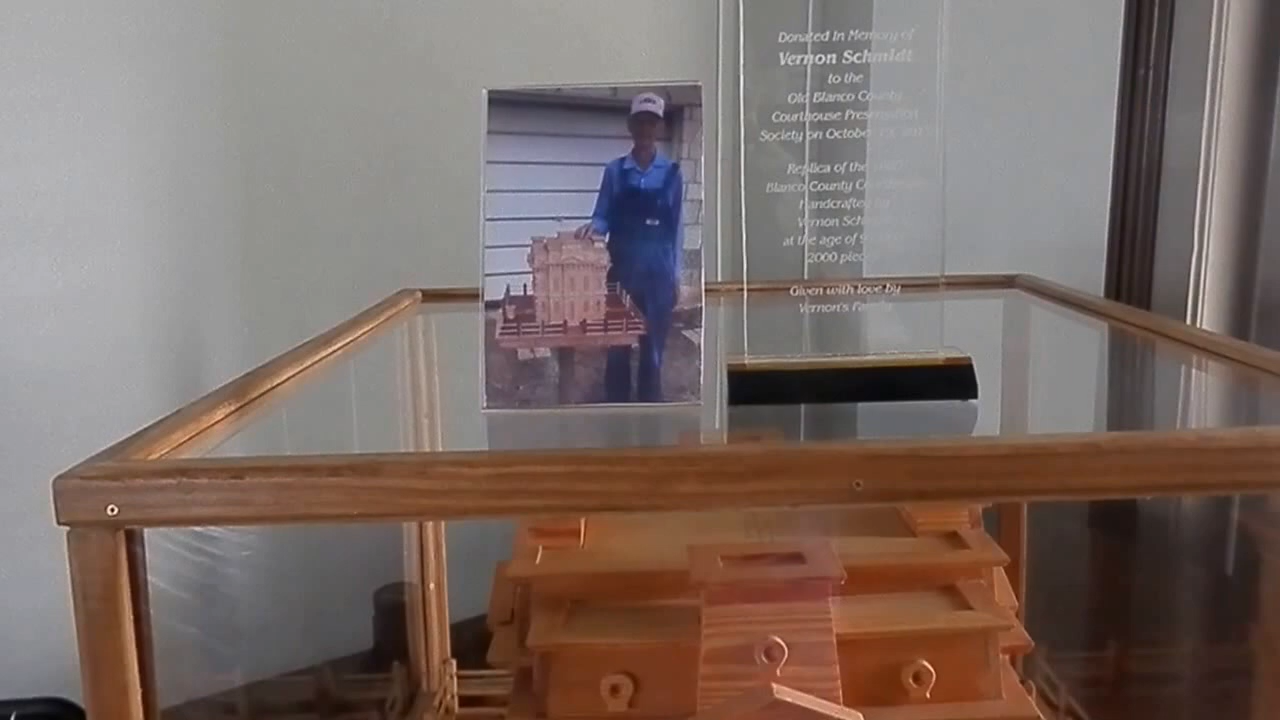 Donated In Memory of
Vernon Schmidt
to the
Old Blanco County
Courthouse Preservation
Society on October
Replica of the
Blanco County
handcrafted by
Vernon
at the age of
2000
Given with love by
Vernon's Family